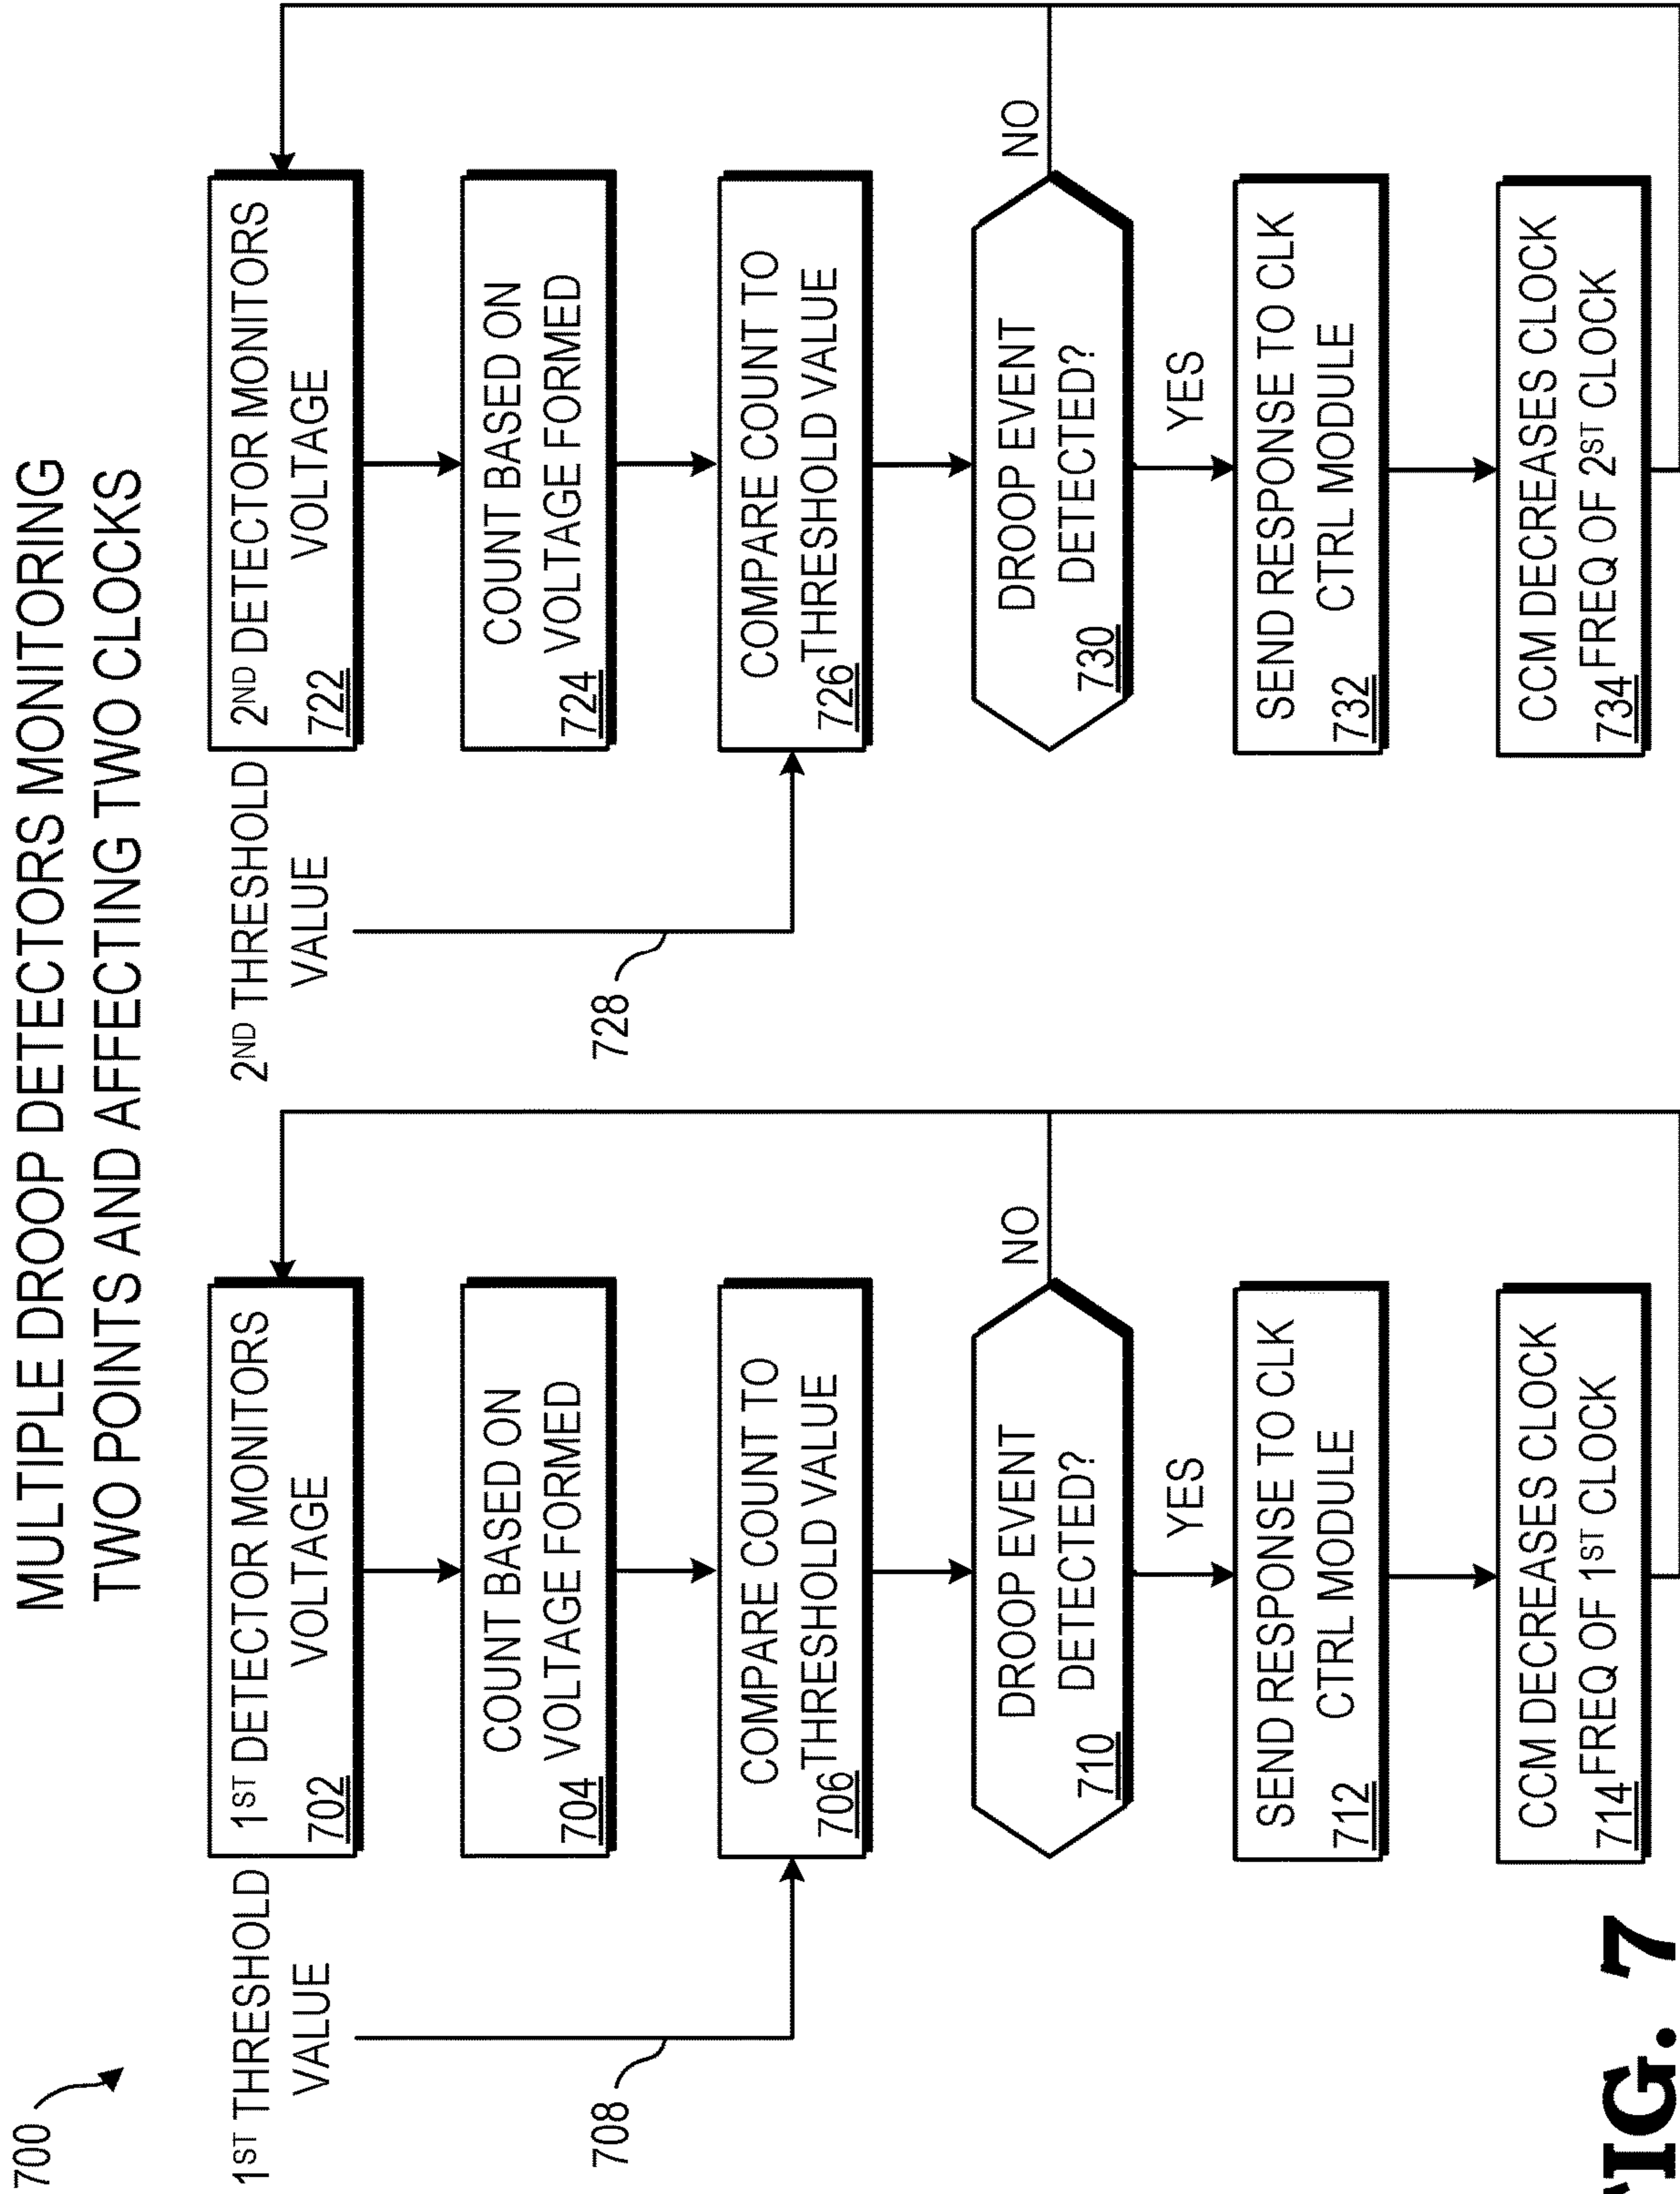 MULTIPLE DROOP DETECTORS MONITORING
TWO POINTS AND AFFECTING TWO CLOCKS
700
1ST THRESHOLD
VALUE
708
1ST DETECTOR MONITORS
VOLTAGE
702
COUNT BASED ON
VOLTAGE FORMED
704
COMPARE COUNT TO
THRESHOLD VALUE
706
DROOP EVENT
DETECTED?
710
NO
YES
SEND RESPONSE TO CLK
CTRL MODULE
712
CCM DECREASES CLOCK
FREQ OF 1ST CLOCK
714
2ND THRESHOLD
VALUE
728
2ND DETECTOR MONITORS
VOLTAGE
722
COUNT BASED ON
VOLTAGE FORMED
724
COMPARE COUNT TO
THRESHOLD VALUE
726
DROOP EVENT
DETECTED?
730
NO
YES
SEND RESPONSE TO CLK
CTRL MODULE
732
CCM DECREASES CLOCK
FREQ OF 2ST CLOCK
734
FIG. 7